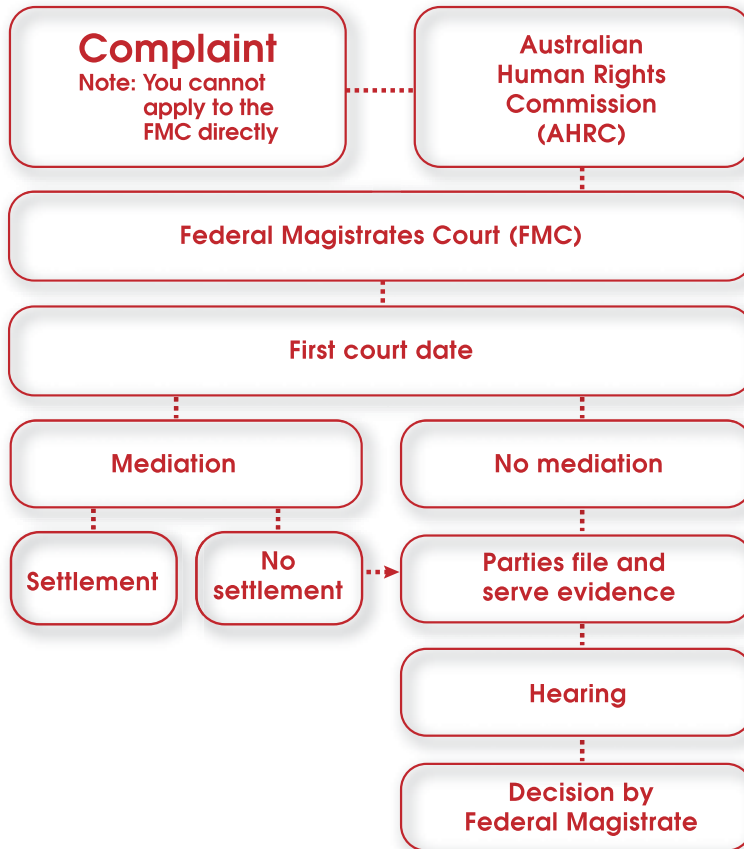 Complaint
Note: You cannot
apply to the
FMC directly
Australian
Human Rights
Commission
(AHRC)
Federal Magistrates Court (FMC)
First court date
Mediation
No mediation
Settlement
No
settlement
Parties file and
serve evidence
Hearing
Decision by
Federal Magistrate